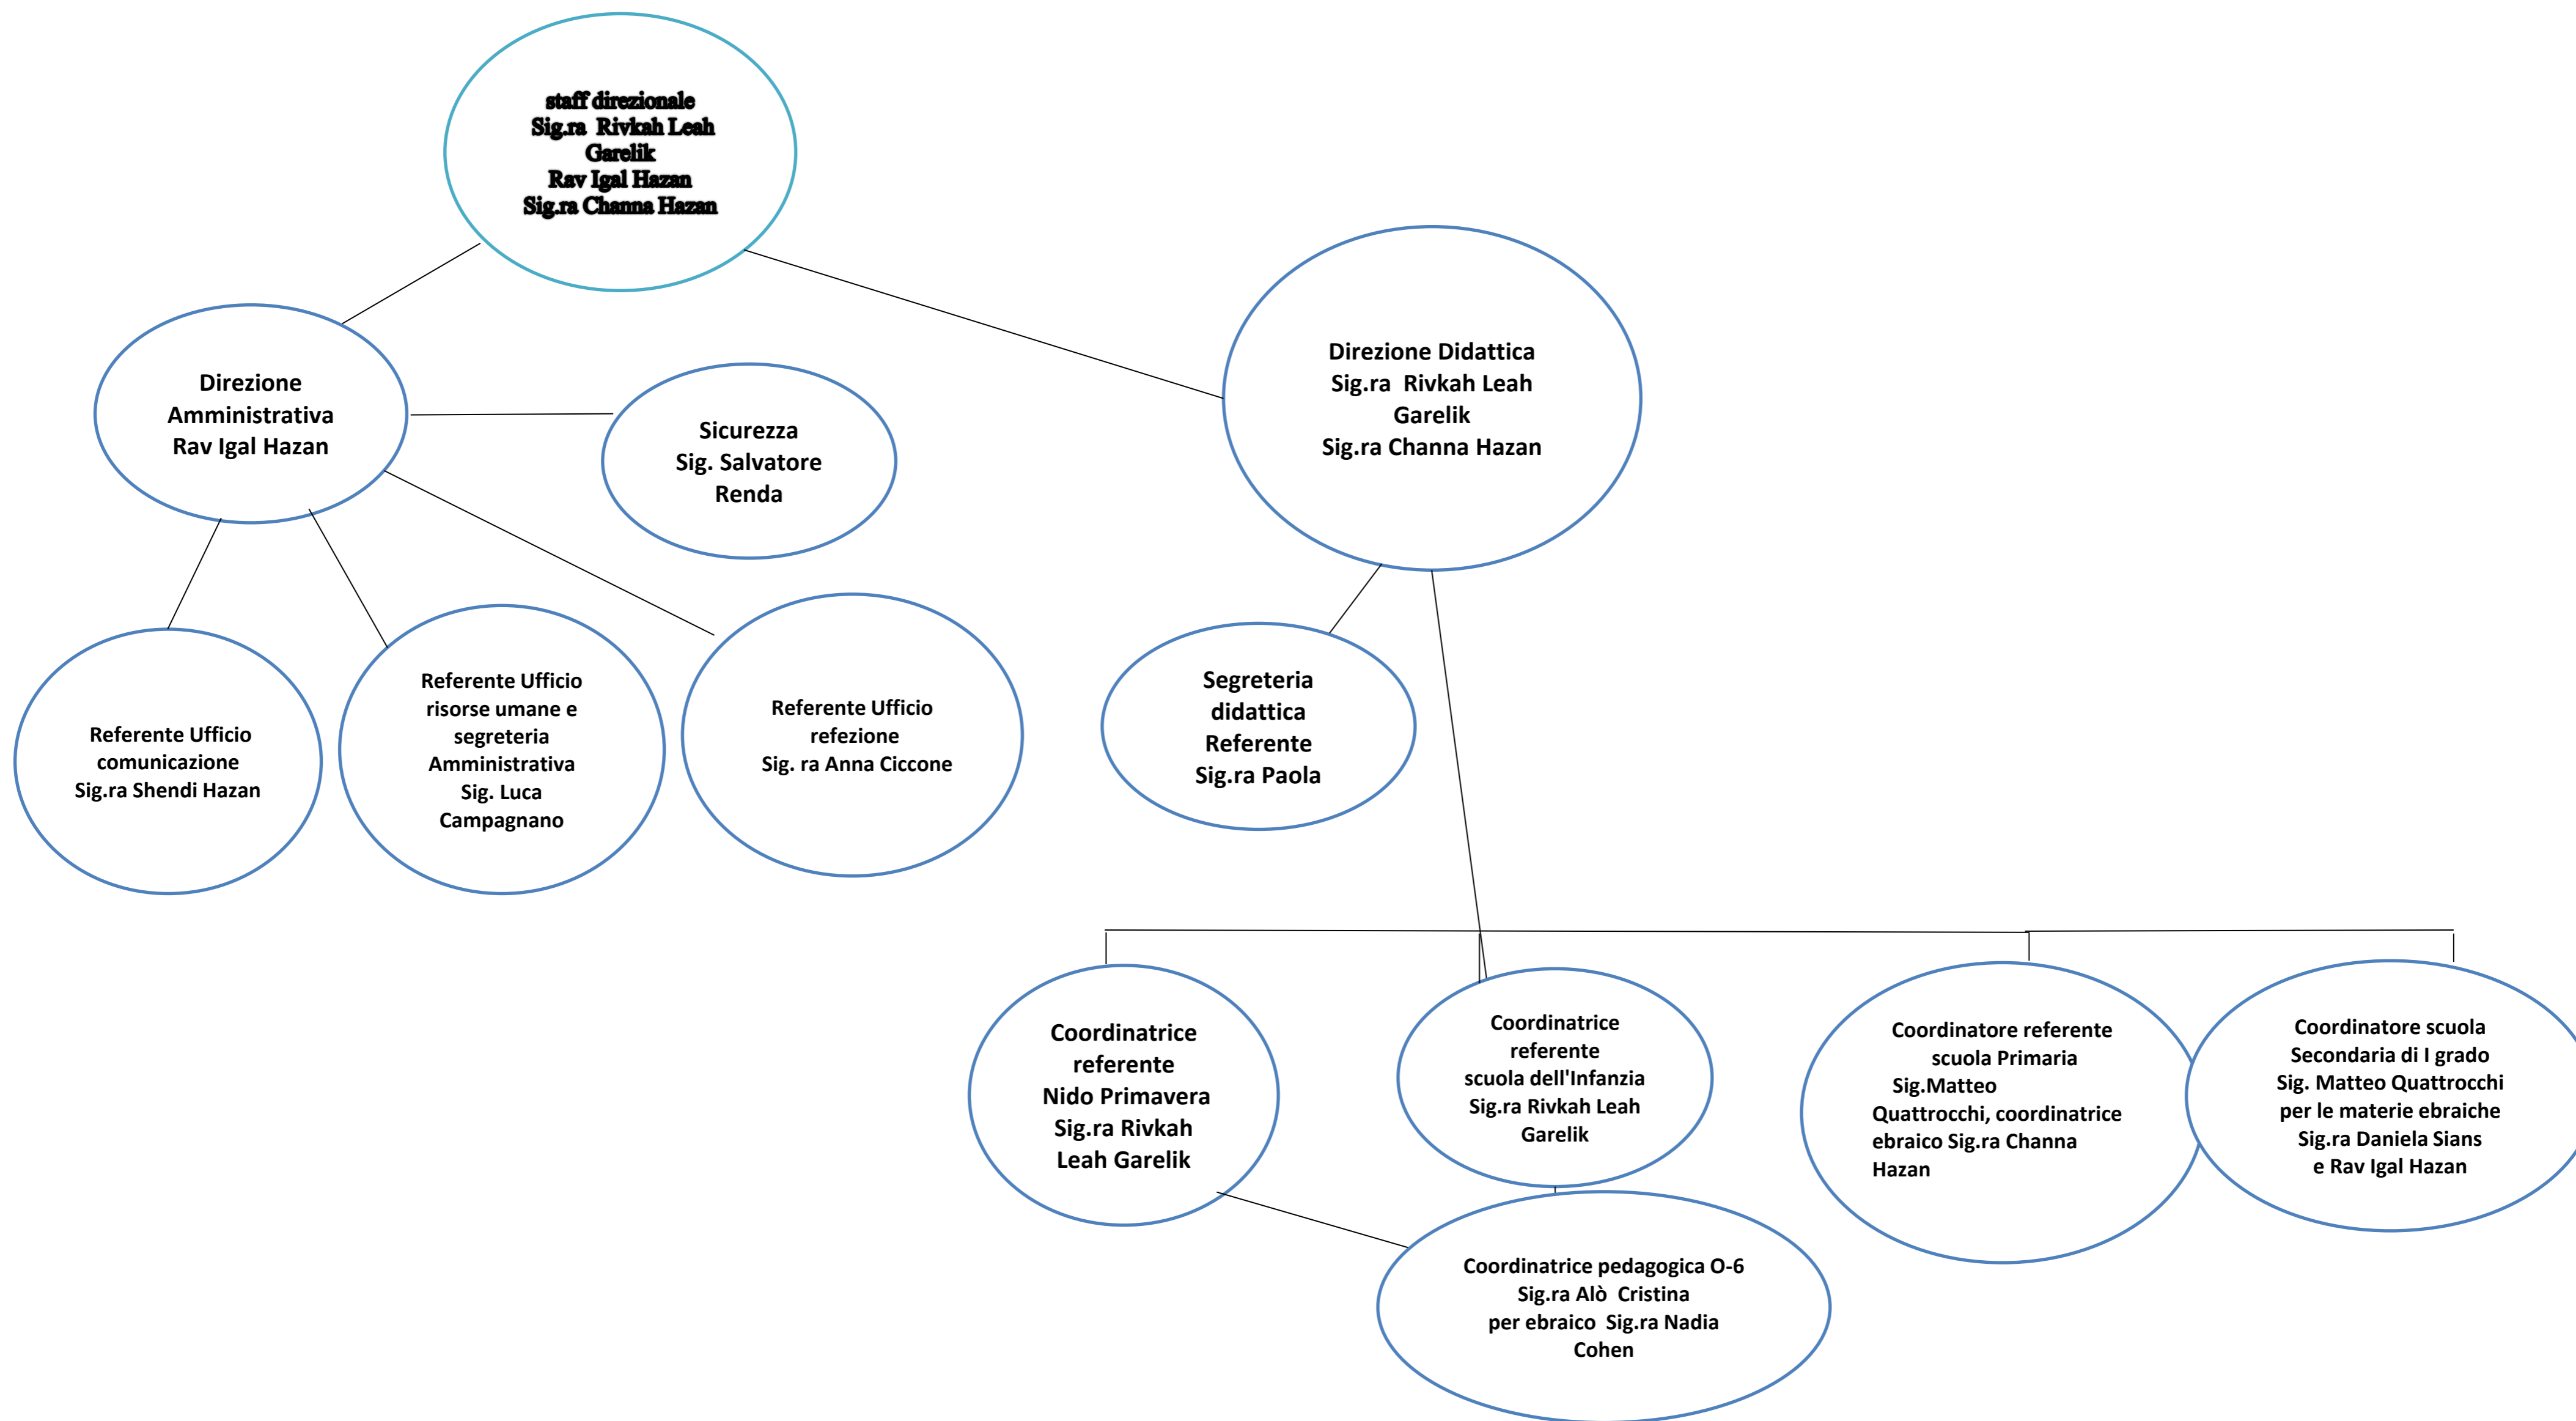 staff direzionale
Sig.ra Rivkah Leah
Garelik
Rav Igal Hazan
Sig.ra Channa Hazan
Direzione
Amministrativa
Rav Igal Hazan
Sicurezza
Sig. Salvatore
Renda
Direzione Didattica
Sig.ra Rivkah Leah
Garelik
Sig.ra Channa Hazan
Referente Ufficio
comunicazione
Sig.ra Shendi Hazan
Referente Ufficio
risorse umane e
segreteria
Amministrativa
Sig. Luca
Campagnano
Referente Ufficio
refezione
Sig. ra Anna Ciccone
Segreteria
didattica
Referente
Sig.ra Paola
Coordinatrice
referente
Nido Primavera
Sig.ra Rivkah
Leah Garelik
Coordinatrice
referente
scuola dell'Infanzia
Sig.ra Rivkah Leah
Garelik
Coordinatore referente
scuola Primaria
Sig.Matteo
Quattrocchi, coordinatrice
ebraico Sig.ra Channa
Hazan
Coordinatore scuola
Secondaria di I grado
Sig. Matteo Quattrocchi
per le materie ebraiche
Sig.ra Daniela Sians
e Rav Igal Hazan
Coordinatrice pedagogica O-6
Sig.ra Alò Cristina
per ebraico Sig.ra Nadia
Cohen